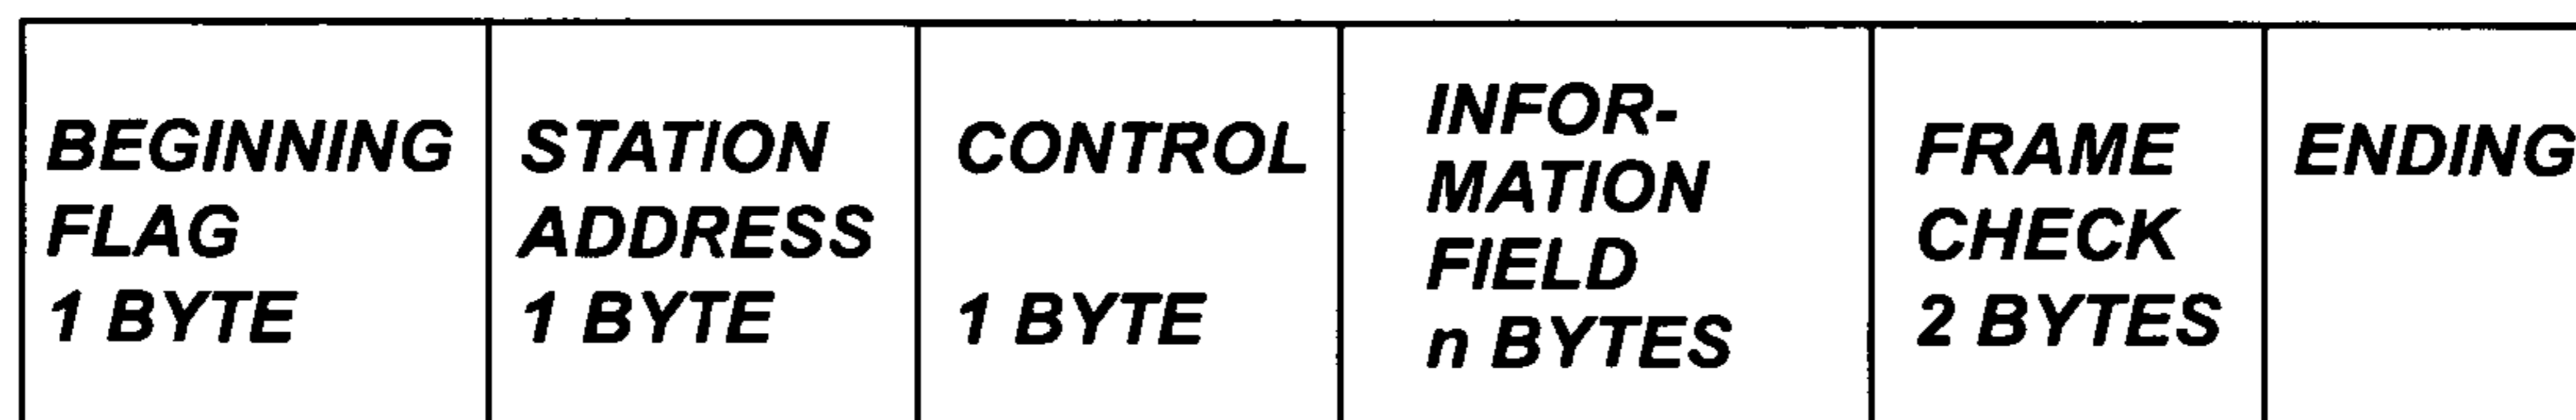 BEGINNING
FLAG
1 BYTE
STATION
ADDRESS
1 BYTE
CONTROL
1 BYTE
INFOR-
MATION
FIELD
n BYTES
FRAME
CHECK
2 BYTES
ENDING